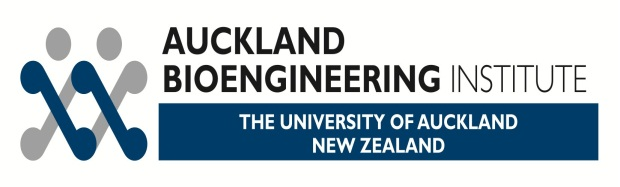 AUCKLAND
BIOENGINEERING INSTITUTE
THE UNIVERSITY OF AUCKLAND
NEW ZEALAND